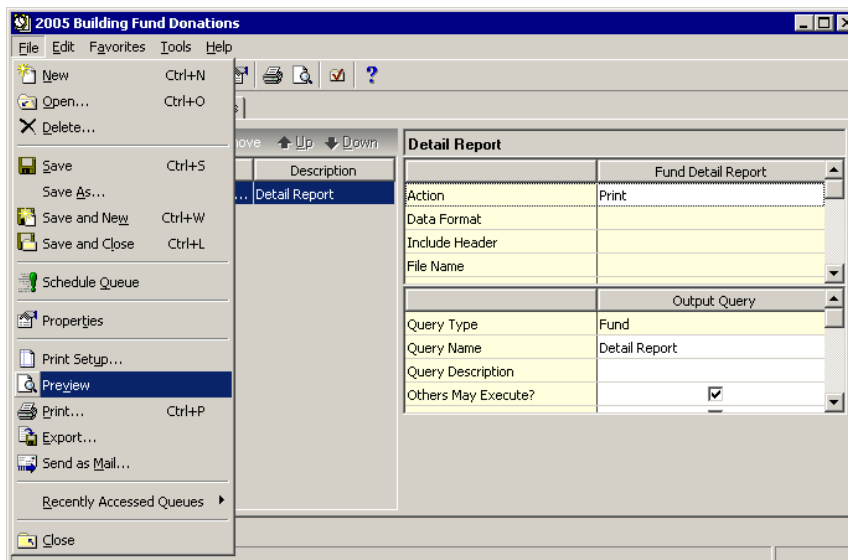 2005 Building Fund Donations
File Edit Favorites Tools Help
New Ctrl+N
Open... Ctrl+O
Delete...
Save Ctrl+S
Save As...
Save and New Ctrl+W
Save and Close Ctrl+L
Schedule Queue
Properties
Print Setup...
Preview
Print... Ctrl+P
Export...
Send as Mail...
Recently Accessed Queues
Close
Up Down
Description
... Detail Report
Detail Report
Fund Detail Report
Action Print
Data Format
Include Header
File Name
Output Query
Query Type Fund
Query Name Detail Report
Query Description
Others May Execute?